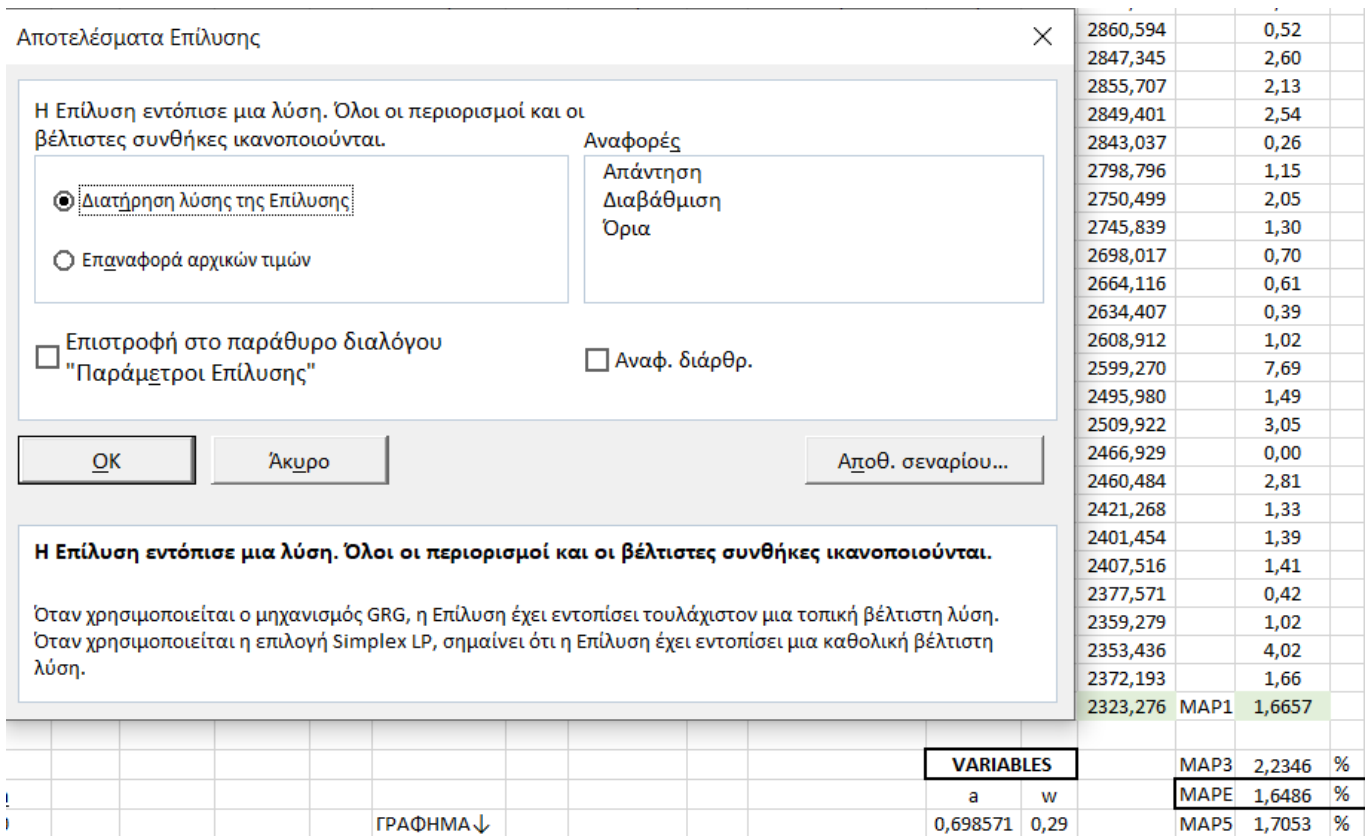 Αποτελέσματα Επίλυσης
Η Επίλυση εντόπισε μια λύση. Όλοι οι περιορισμοί και οι
βέλτιστες συνθήκες ικανοποιούνται.
Αναφορές
Διατήρηση λύσης της Επίλυσης
Επαναφορά αρχικών τιμών
Απάντηση
Διαβάθμιση
Όρια
Επιστροφή στο παράθυρο διαλόγου
"Παράμετροι Επίλυσης"
Αναφ. διάρθρ.
OK
Άκυρο
Αποθ. σεναρίου...
Η Επίλυση εντόπισε μια λύση. Όλοι οι περιορισμοί και οι βέλτιστες συνθήκες ικανοποιούνται.
Όταν χρησιμοποιείται ο μηχανισμός GRG, η Επίλυση έχει εντοπίσει τουλάχιστον μια τοπική βέλτιστη λύση.
Όταν χρησιμοποιείται η επιλογή Simplex LP, σημαίνει ότι η Επίλυση έχει εντοπίσει μια καθολική βέλτιστη
λύση.
2860,594 0,52
2847,345 2,60
2855,707 2,13
2849,401 2,54
2843,037 0,26
2798,796 1,15
2750,499 2,05
2745,839 1,30
2698,017 0,70
2664,116 0,61
2634,407 0,39
2608,912 1,02
2599,270 7,69
2495,980 1,49
2509,922 3,05
2466,929 0,00
2460,484 2,81
2421,268 1,33
2401,454 1,39
2407,516 1,41
2377,571 0,42
2359,279 1,02
2353,436 4,02
2372,193 1,66
2323,276 MAP1 1,6657
VARIABLES MAP3 2,2346 %
a w MAPE 1,6486 %
ΓΡΑΦΗΜΑ↓ 0,698571 0,29 MAP5 1,7053 %